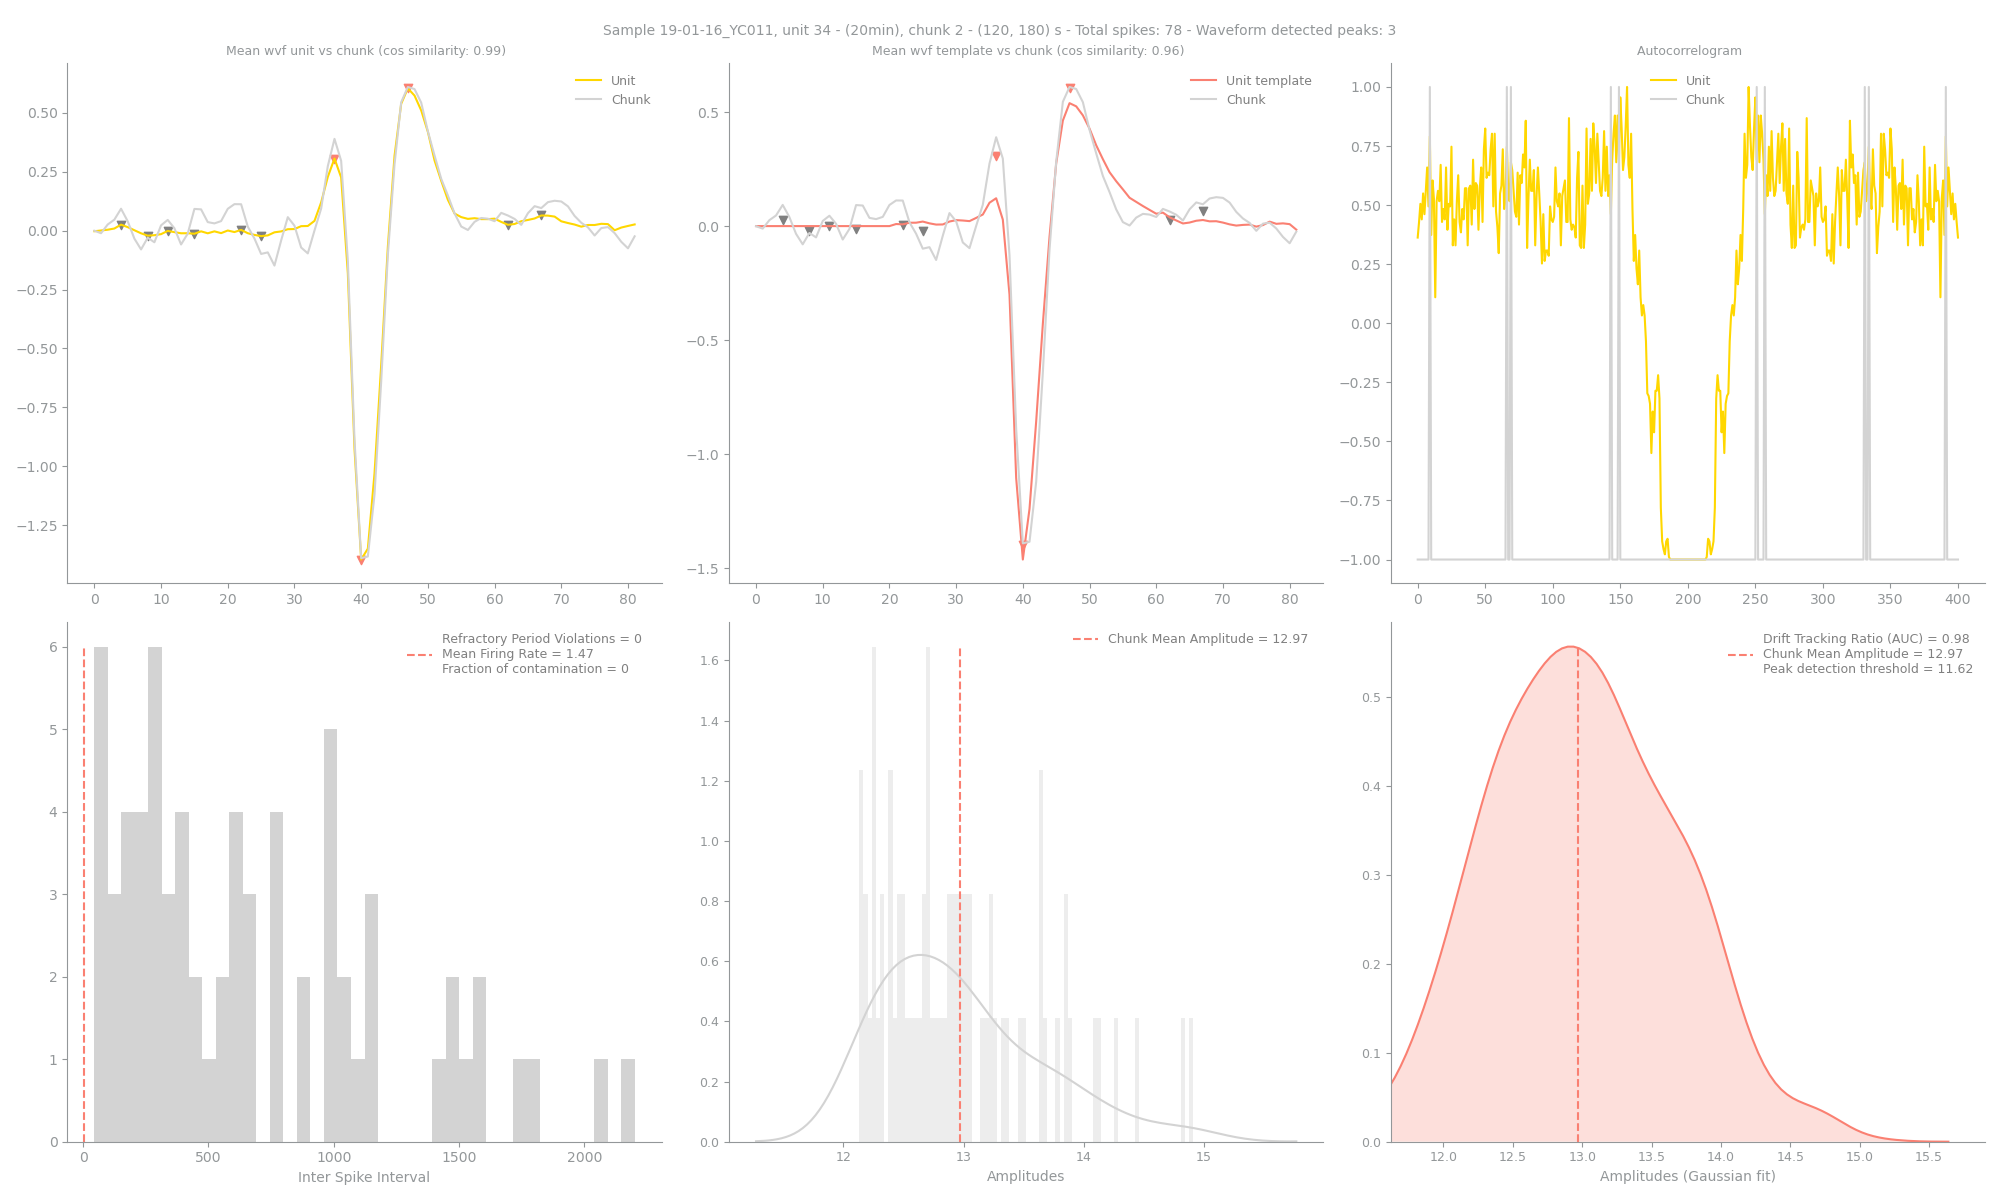 Sample 19-01-16_YC011, unit 34 - (20min), chunk 2 - (120, 180) s - Total spikes: 78 - Waveform detected peaks: 3
Mean wvf unit vs chunk (cos similarity: 0.99)
Unit
Chunk
0.50
0.25
0.00
−0.25
−0.50
−0.75
−1.00
−1.25
0 10 20 30 40 50 60 70 80
Mean wvf template vs chunk (cos similarity: 0.96)
Unit template
Chunk
0.5
0.0
−0.5
−1.0
−1.5
0 10 20 30 40 50 60 70 80
Autocorrelogram
Unit
Chunk
1.00
0.75
0.50
0.25
0.00
−0.25
−0.50
−0.75
−1.00
0 50 100 150 200 250 300 350 400
Refractory Period Violations = 0
Mean Firing Rate = 1.47
Fraction of contamination = 0
6
5
4
3
2
1
0
0 500 1000 1500 2000
Inter Spike Interval
Chunk Mean Amplitude = 12.97
1.6
1.4
1.2
1.0
0.8
0.6
0.4
0.2
0.0
12 13 14 15
Amplitudes
Drift Tracking Ratio (AUC) = 0.98
Chunk Mean Amplitude = 12.97
Peak detection threshold = 11.62
0.5
0.4
0.3
0.2
0.1
0.0
12.0 12.5 13.0 13.5 14.0 14.5 15.0 15.5
Amplitudes (Gaussian fit)